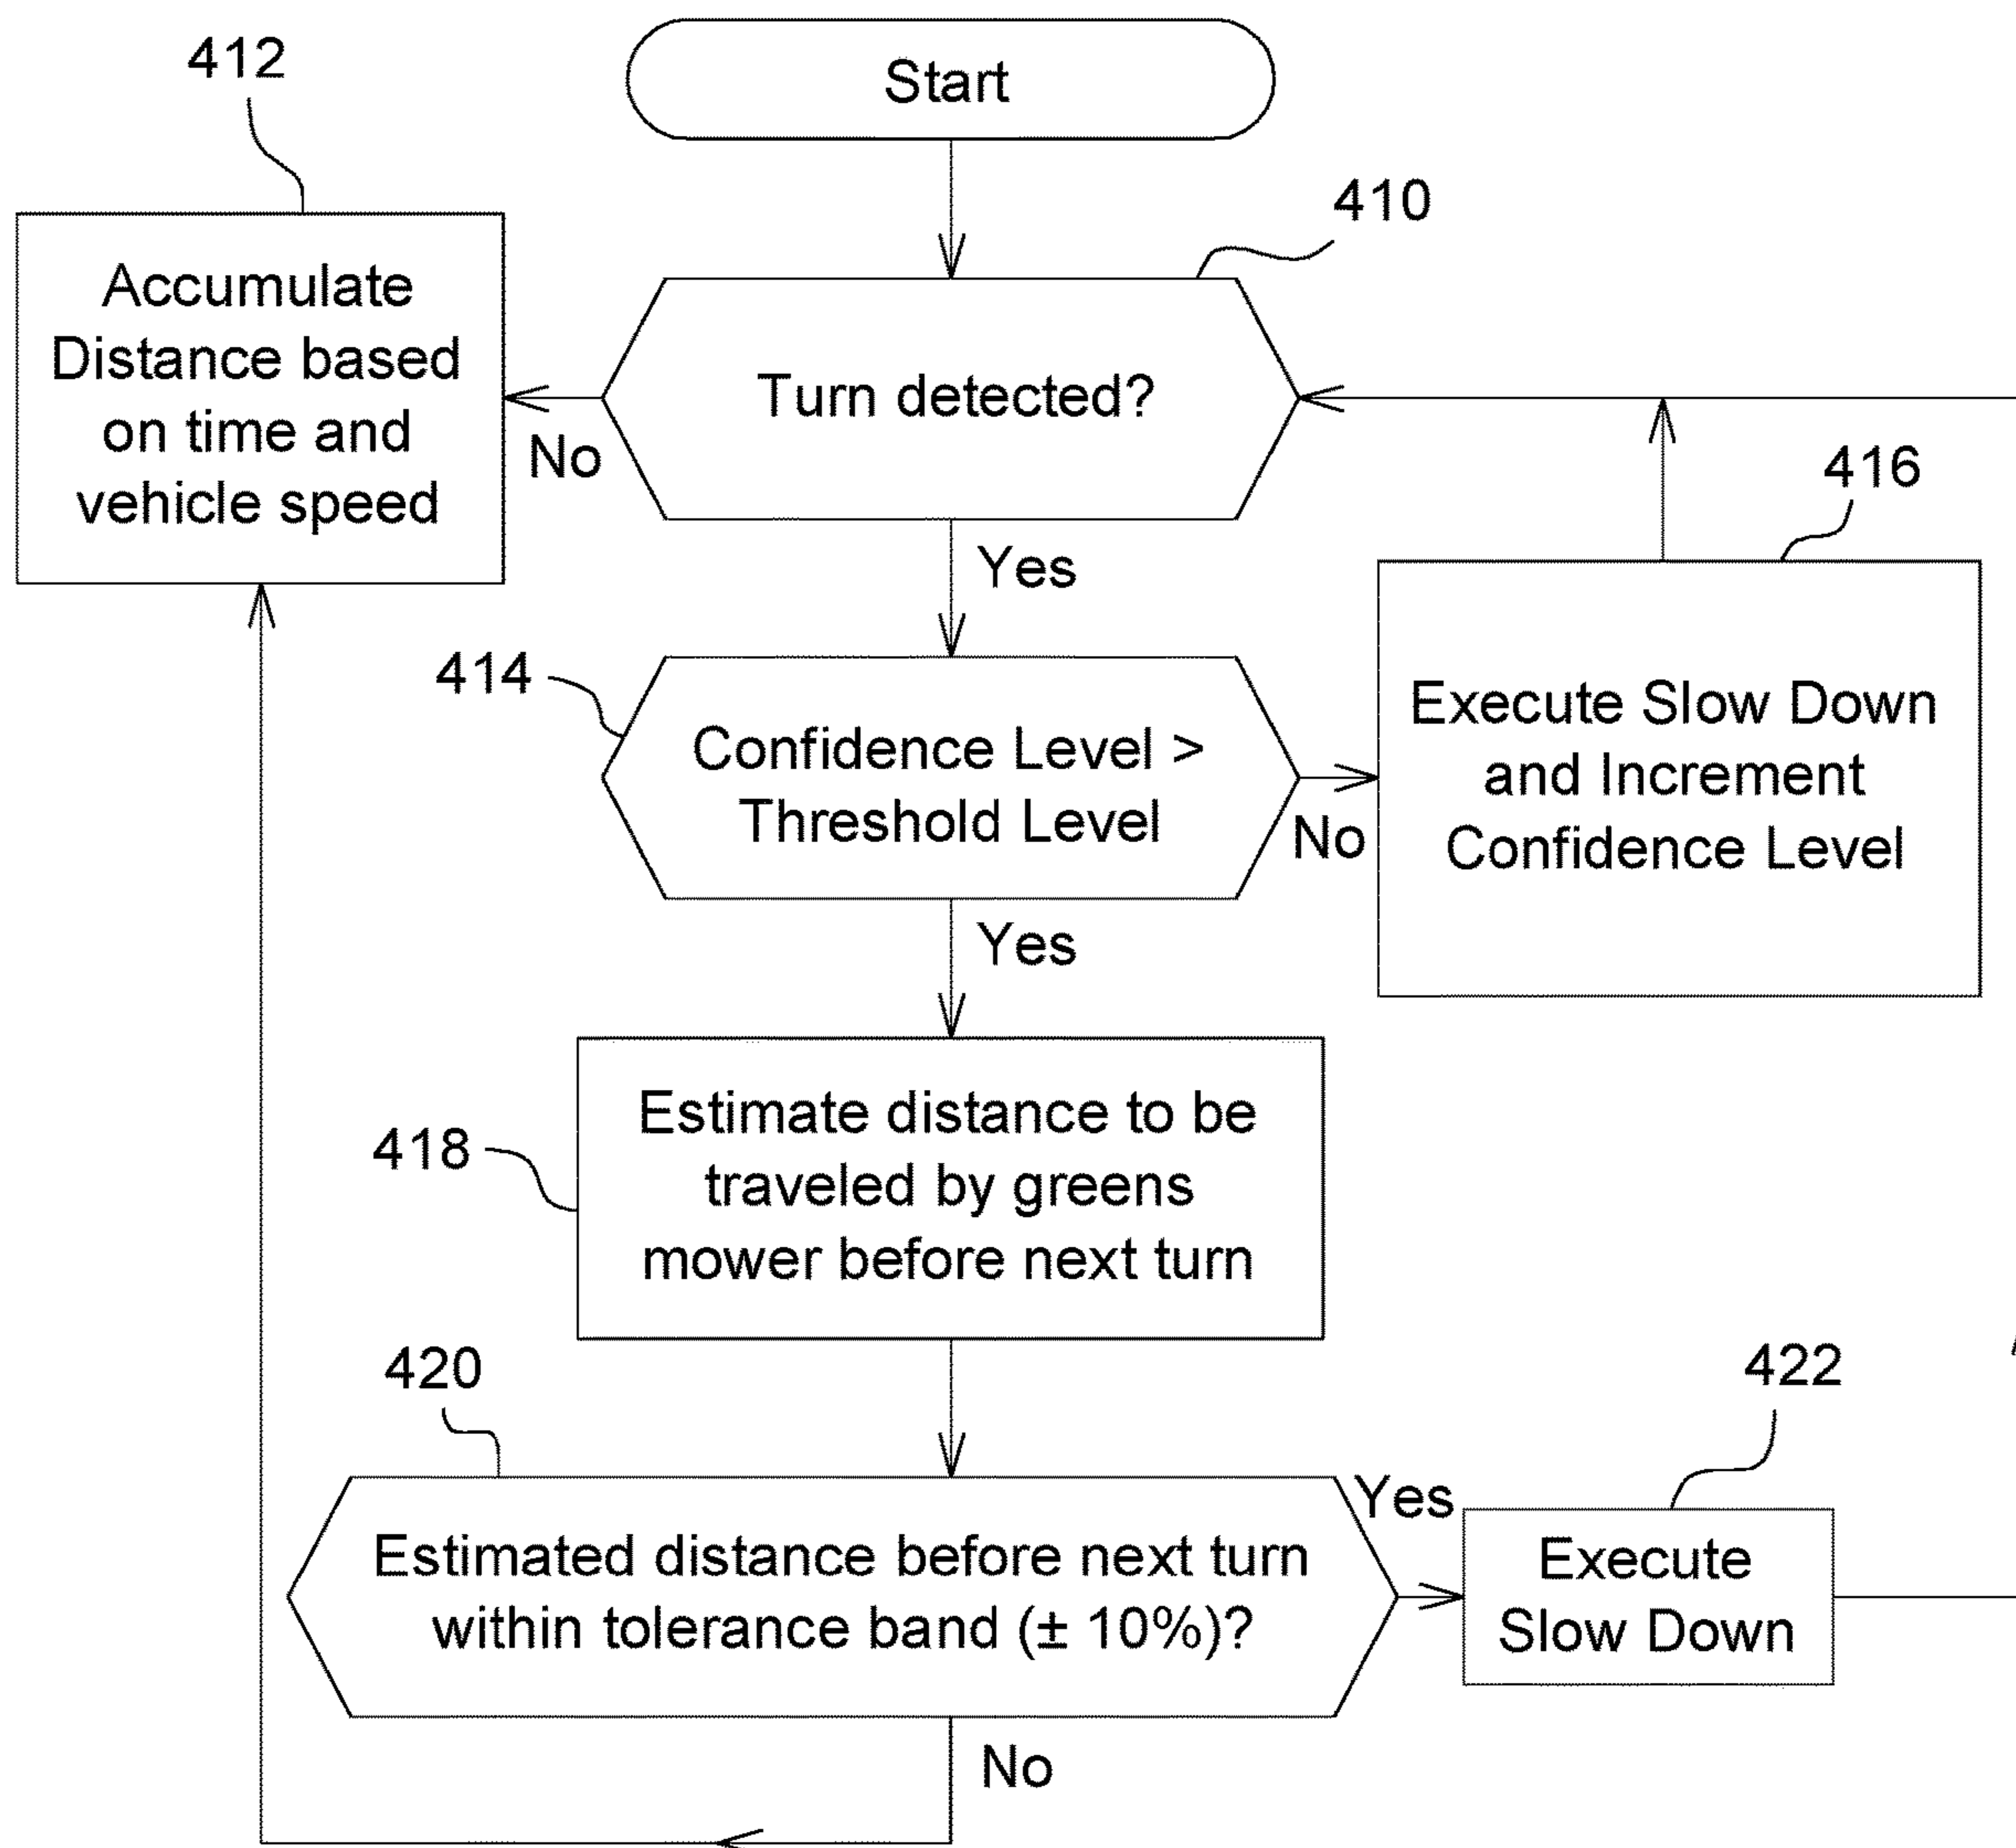 412
Start
410
Accumulate
Distance based
on time and
vehicle speed
Turn detected?
No
416
Yes
414
Confidence Level >
Threshold Level
No
Execute Slow Down
and Increment
Confidence Level
Yes
418
Estimate distance to be
traveled by greens
mower before next turn
420
422
Yes
Estimated distance before next turn
within tolerance band (± 10%)?
Execute
Slow Down
No